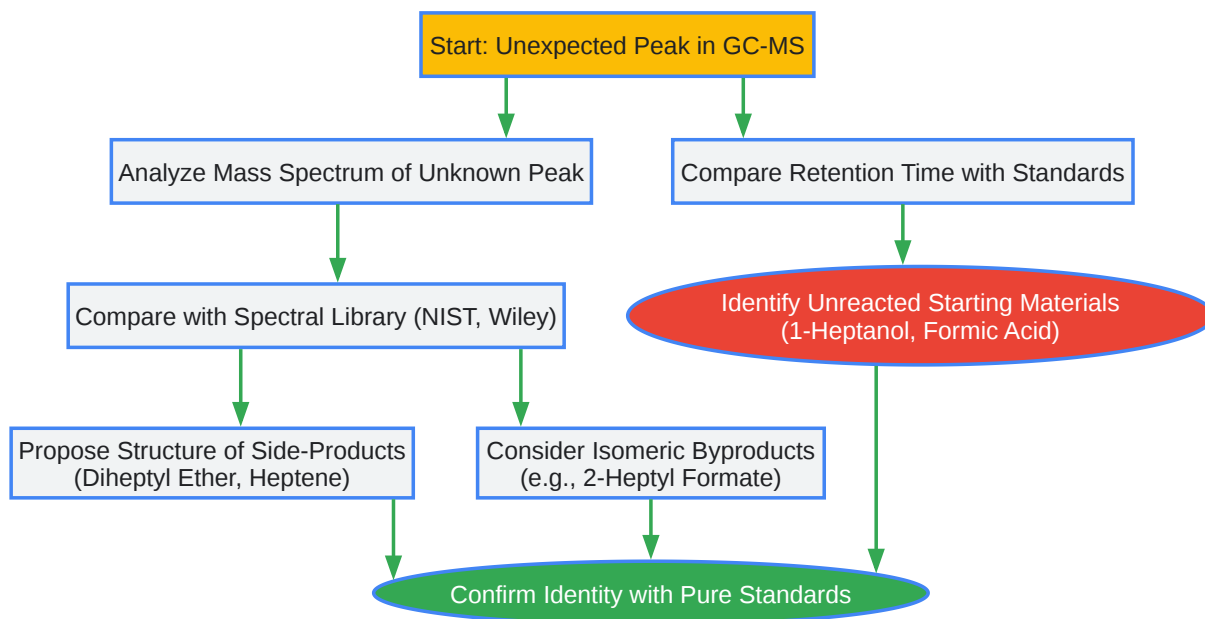 Start: Unexpected Peak in GC-MS
Analyze Mass Spectrum of Unknown Peak
Compare Retention Time with Standards
Compare with Spectral Library (NIST, Wiley)
Identify Unreacted Starting Materials
(1-Heptanol, Formic Acid)
Propose Structure of Side-Products
(Diheptyl Ether, Heptene)
Consider Isomeric Byproducts
(e.g., 2-Heptyl Formate)
Confirm Identity with Pure Standards